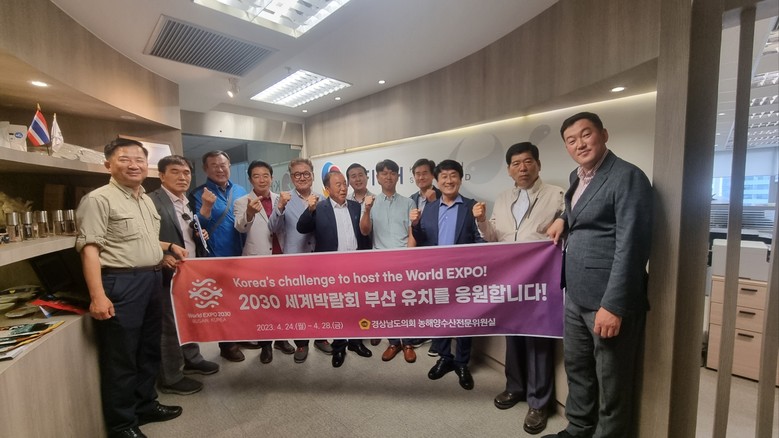 Korea's challenge to host the World EXPO!
2030 세계박람회 부산 유치를 응원합니다!
World EXPO 2030
BUSAN, KOREA
2023. 4. 24.(월) ~ 4. 28.(금)
경상남도의회 농해양수산전문위원실